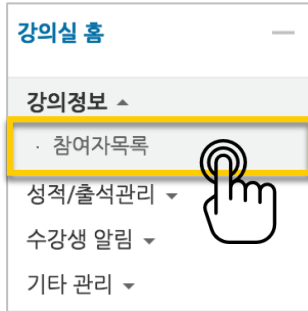 강의실 홈
강의정보 ▲
· 참여자목록
성적/출석관리 ▼
수강생 알림 ▼
기타 관리 ▼